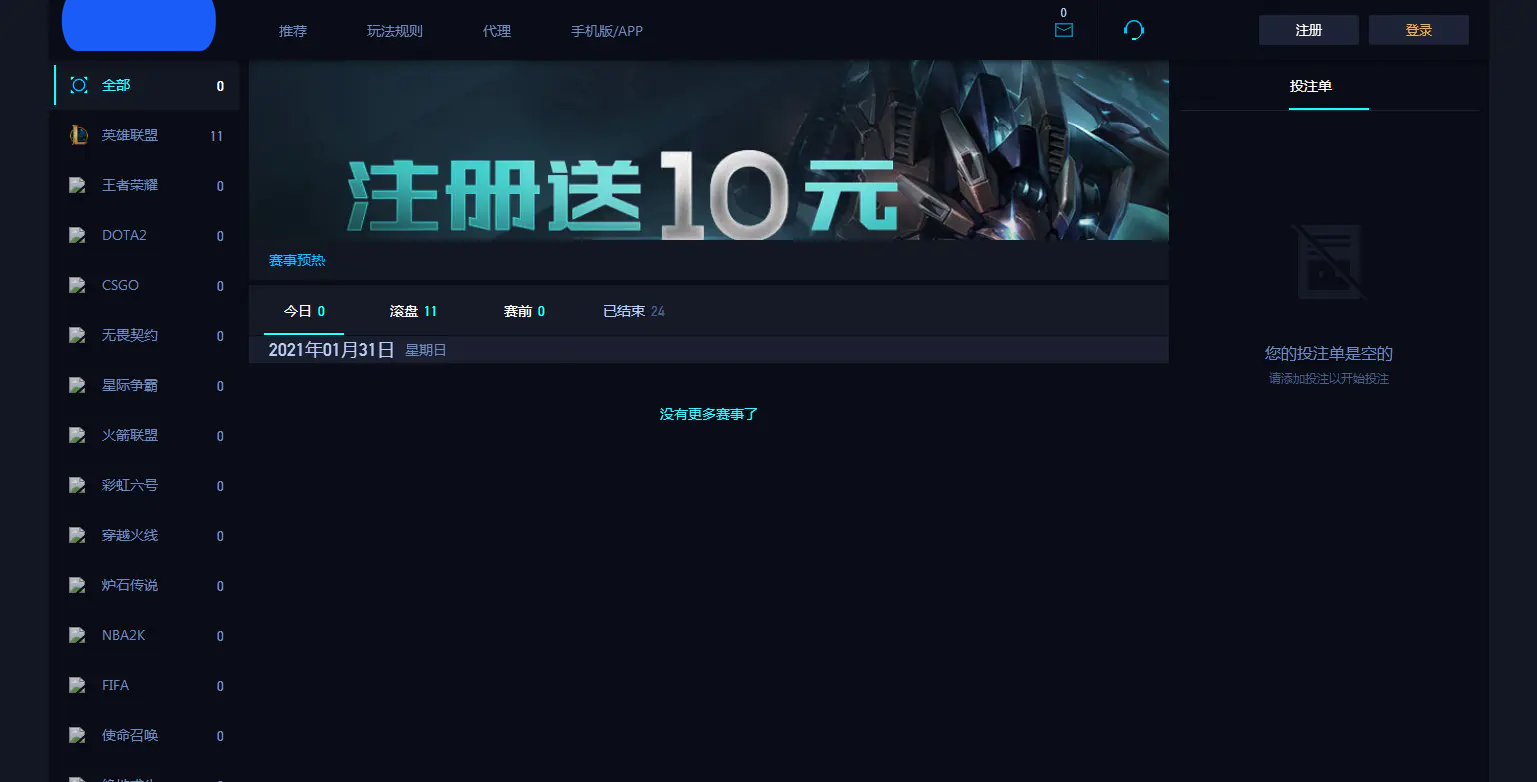 推荐
玩法规则
代理
手机版/APP
0
注册
登录
全部 0
英雄联盟 11
王者荣耀 0
DOTA2 0
CSGO 0
无畏契约 0
星际争霸 0
火箭联盟 0
彩虹六号 0
穿越火线 0
炉石传说 0
NBA2K 0
FIFA 0
使命召唤 0
注册送10元
赛事预热
今日 0
滚盘 11
赛前 0
已结束 24
2021年01月31日 星期日
没有更多赛事了
投注单
您的投注单是空的
请添加投注以开始投注